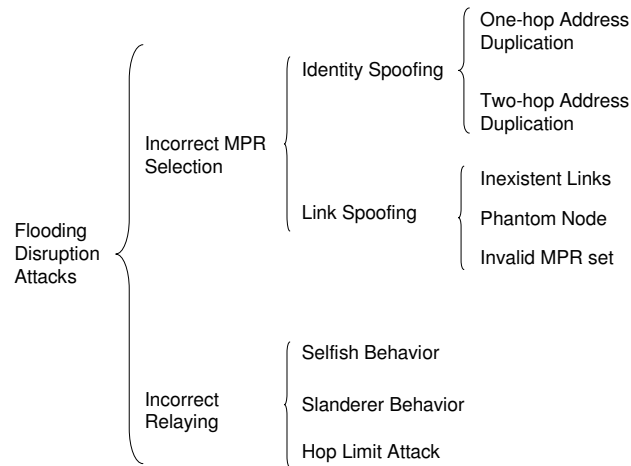 Flooding
Disruption
Attacks
Incorrect MPR
Selection
Identity Spoofing
One-hop Address
Duplication
Two-hop Address
Duplication
Link Spoofing
Inexistent Links
Phantom Node
Invalid MPR set
Incorrect
Relaying
Selfish Behavior
Slanderer Behavior
Hop Limit Attack